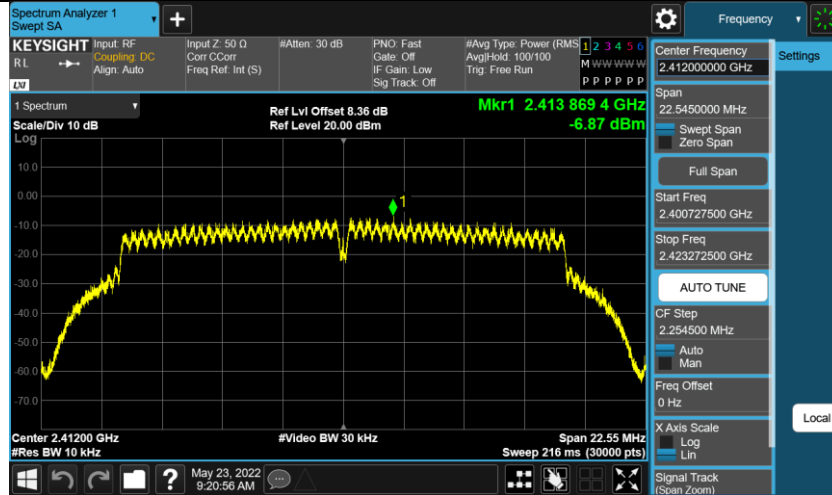 Spectrum Analyzer 1
Swept SA
+
Frequency
KEYSIGHT
RL
LXI
Input: RF
Coupling: DC
Align: Auto
Input Z: 50 Ω
Corr CCorr
Freq Ref: Int (S)
#Atten: 30 dB
PNO: Fast
Gate: Off
IF Gain: Low
Sig Track: Off
#Avg Type: Power (RMS
Avg|Hold: 100/100
Trig: Free Run
1 2 3 4 5 6
M W W W W W
P P P P P P
1 Spectrum
Scale/Div 10 dB
Log
Ref Lvl Offset 8.36 dB
Ref Level 20.00 dBm
Mkr1 2.413 869 4 GHz
-6.87 dBm
1
10.0
0.00
-10.0
-20.0
-30.0
-40.0
-50.0
-60.0
-70.0
Center 2.41200 GHz
#Video BW 30 kHz
Span 22.55 MHz
#Res BW 10 kHz
Sweep 216 ms (30000 pts)
?
May 23, 2022
9:20:56 AM
Center Frequency
2.412000000 GHz
Span
22.5450000 MHz
Swept Span
Zero Span
Full Span
Start Freq
2.400727500 GHz
Stop Freq
2.423272500 GHz
AUTO TUNE
CF Step
2.254500 MHz
Auto
Man
Freq Offset
0 Hz
X Axis Scale
Log
Lin
Signal Track
(Span Zoom)
Settings
Local